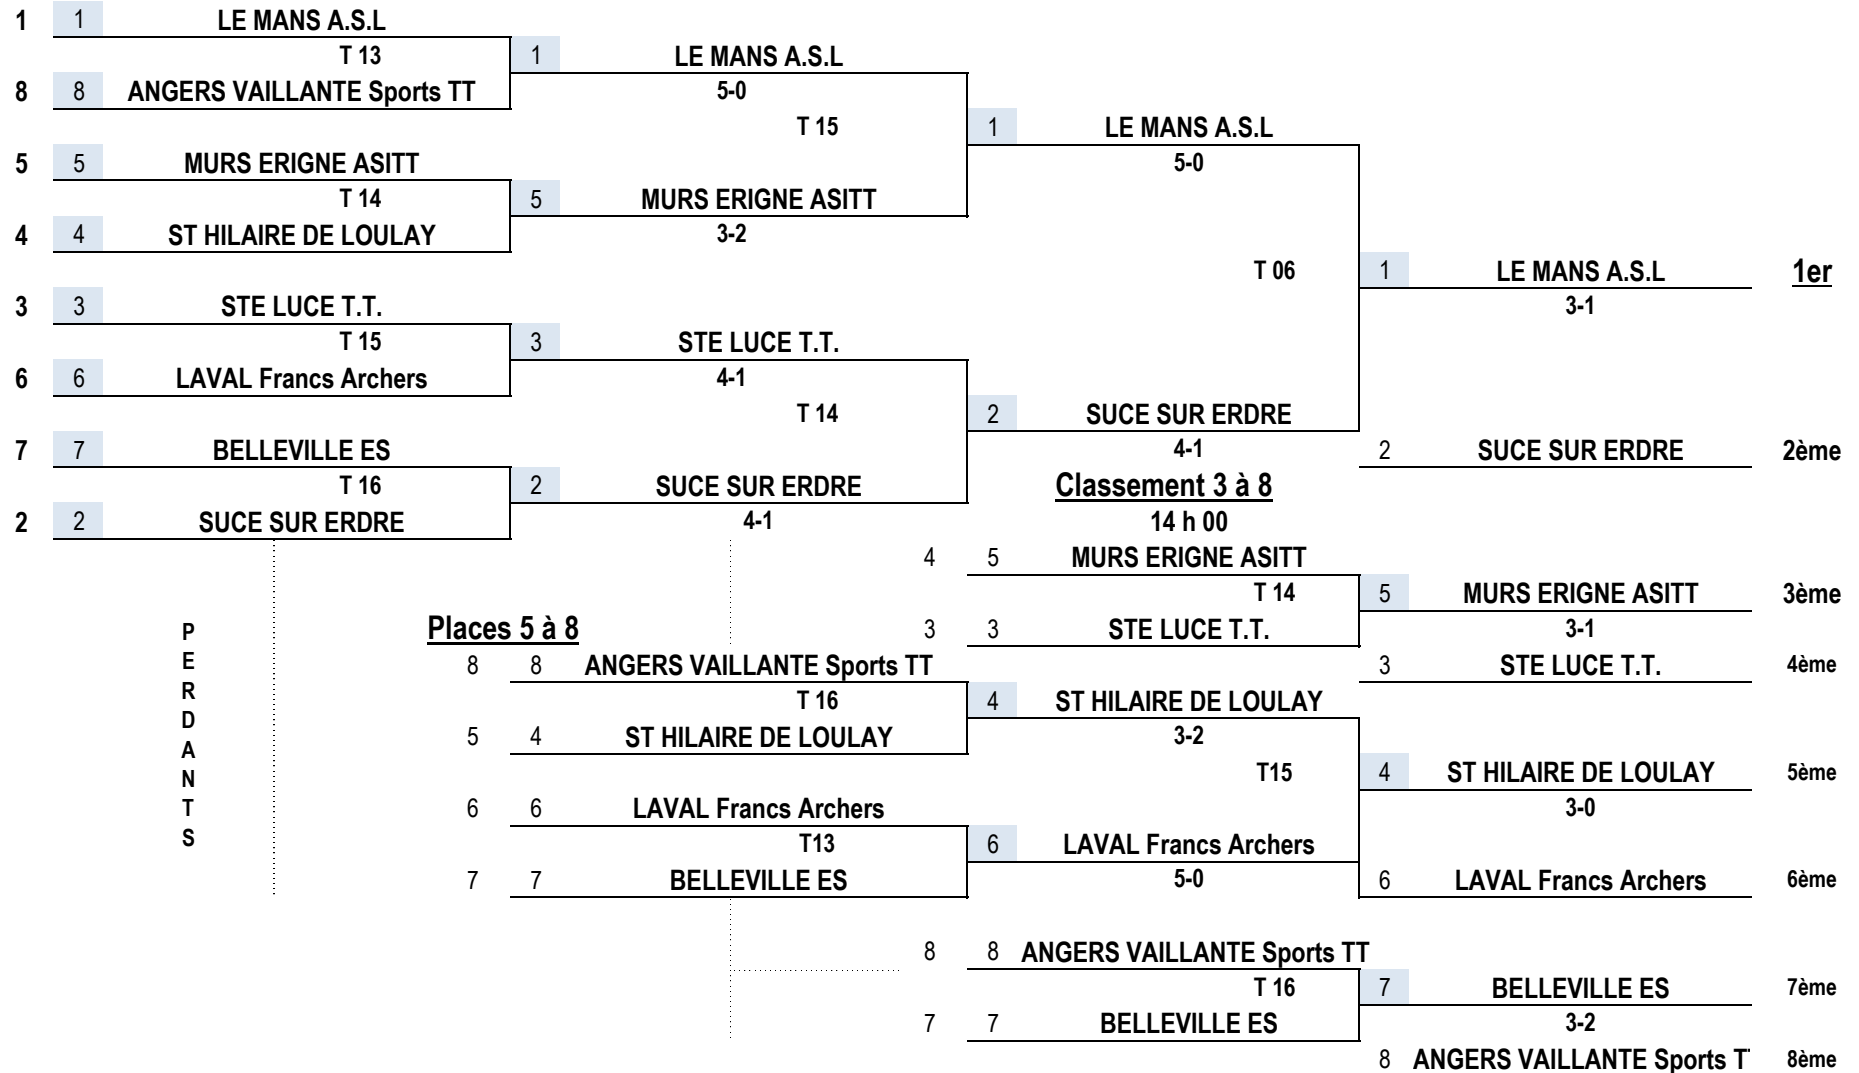 1 1 LE MANS A.S.L
T 13 1 LE MANS A.S.L
8 8 ANGERS VAILLANTE Sports TT 5-0
T 15 1 LE MANS A.S.L
5 5 MURS ERIGNE ASITT 5-0
T 14 5 MURS ERIGNE ASITT
4 4 ST HILAIRE DE LOULAY 3-2
T 06 1 LE MANS A.S.L 1er
3 3 STE LUCE T.T. 3-1
T 15 3 STE LUCE T.T.
6 6 LAVAL Francs Archers 4-1
T 14 2 SUCE SUR ERDRE
7 7 BELLEVILLE ES 4-1 2 SUCE SUR ERDRE 2ème
T 16 2 SUCE SUR ERDRE Classement 3 à 8
2 2 SUCE SUR ERDRE 4-1 14 h 00
4 5 MURS ERIGNE ASITT
T 14 5 MURS ERIGNE ASITT 3ème
P Places 5 à 8 3 3 STE LUCE T.T. 3-1
E 8 8 ANGERS VAILLANTE Sports TT 3 STE LUCE T.T. 4ème
R T 16 4 ST HILAIRE DE LOULAY
D 5 4 ST HILAIRE DE LOULAY 3-2
A
N T15 4 ST HILAIRE DE LOULAY 5ème
T 6 6 LAVAL Francs Archers 3-0
S T13 6 LAVAL Francs Archers
7 7 BELLEVILLE ES 5-0 6 LAVAL Francs Archers 6ème
8 8 ANGERS VAILLANTE Sports TT
T 16 7 BELLEVILLE ES 7ème
7 7 BELLEVILLE ES 3-2
8 ANGERS VAILLANTE Sports T 8ème